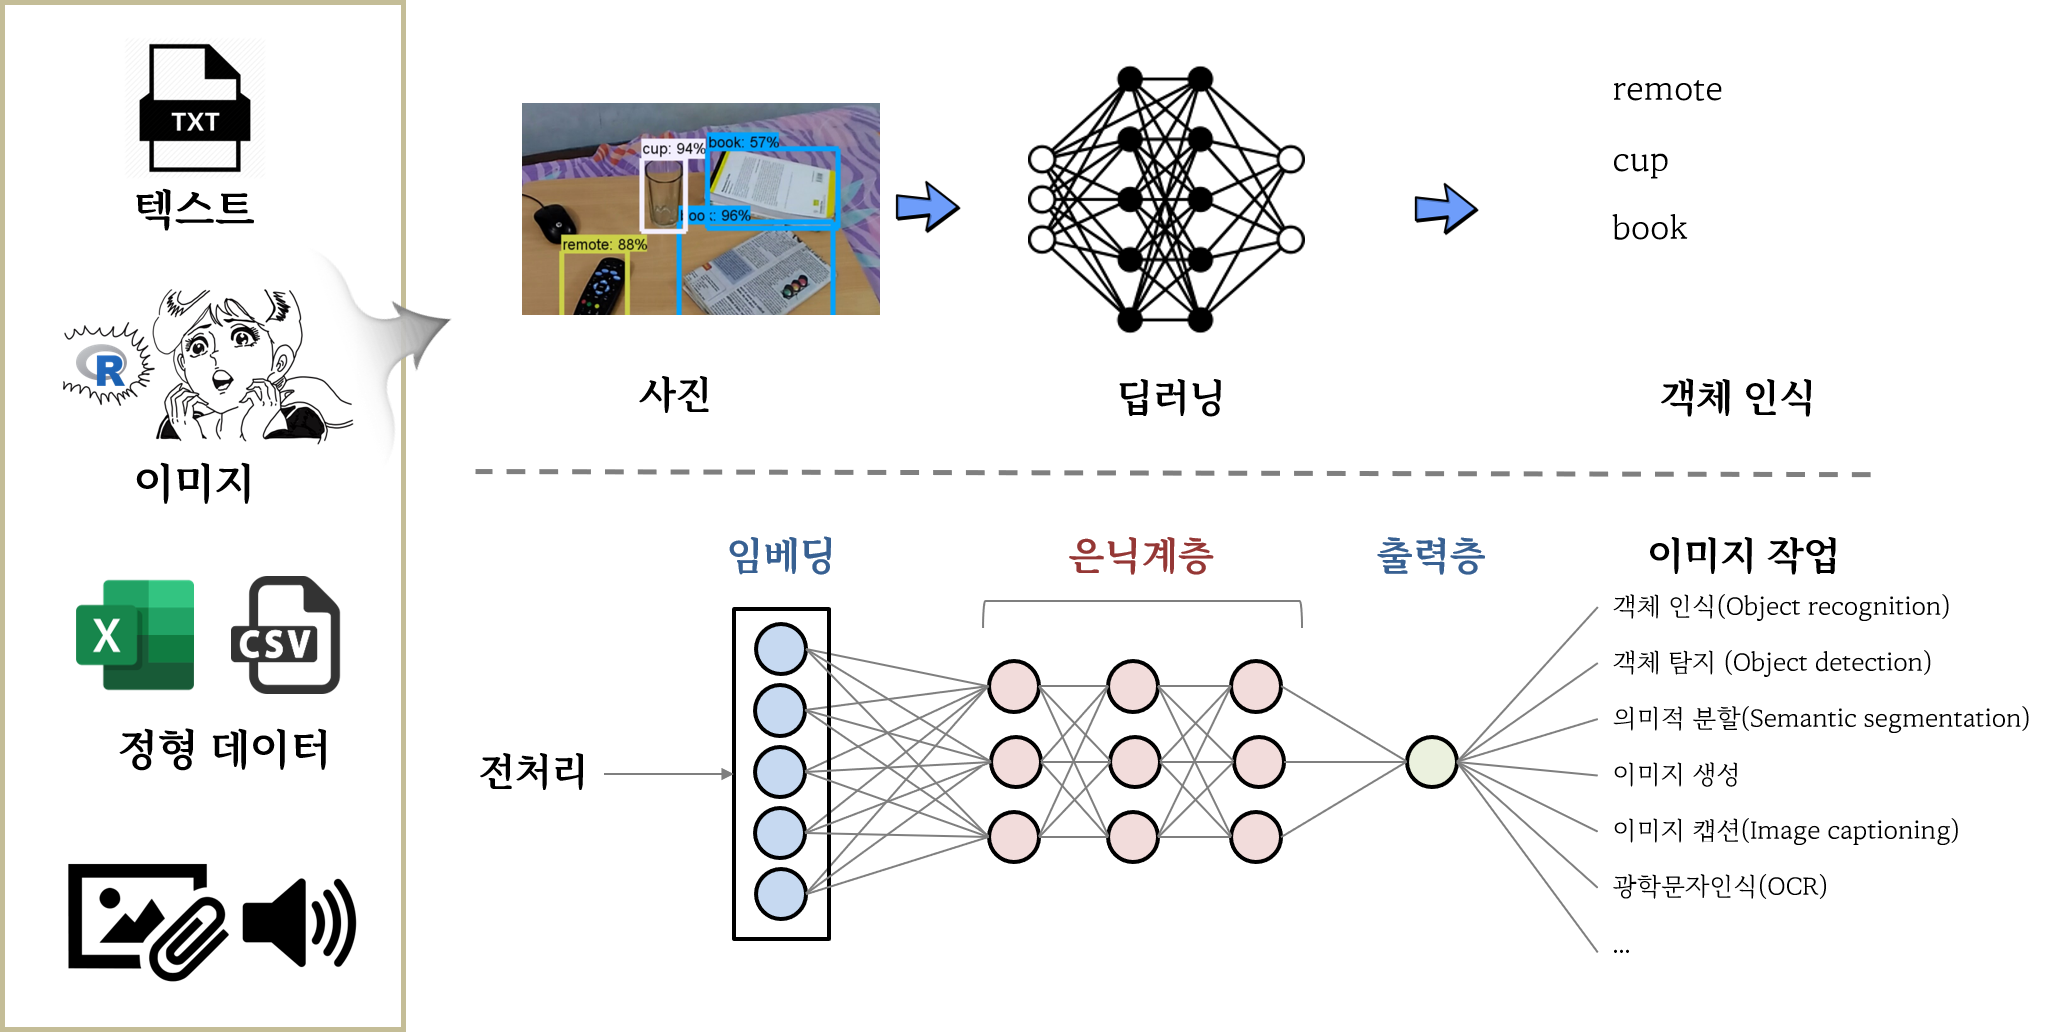 TXT
텍스트
R
이미지
X
CSV
정형 데이터
cup: 94%
book: 57%
boo : 96%
remote: 88%
사진
딥러닝
remote
cup
book
객체 인식
임베딩
은닉계층
출력층
이미지 작업
전처리
객체 인식(Object recognition)
객체 탐지 (Object detection)
의미적 분할(Semantic segmentation)
이미지 생성
이미지 캡션(Image captioning)
광학문자인식(OCR)
...